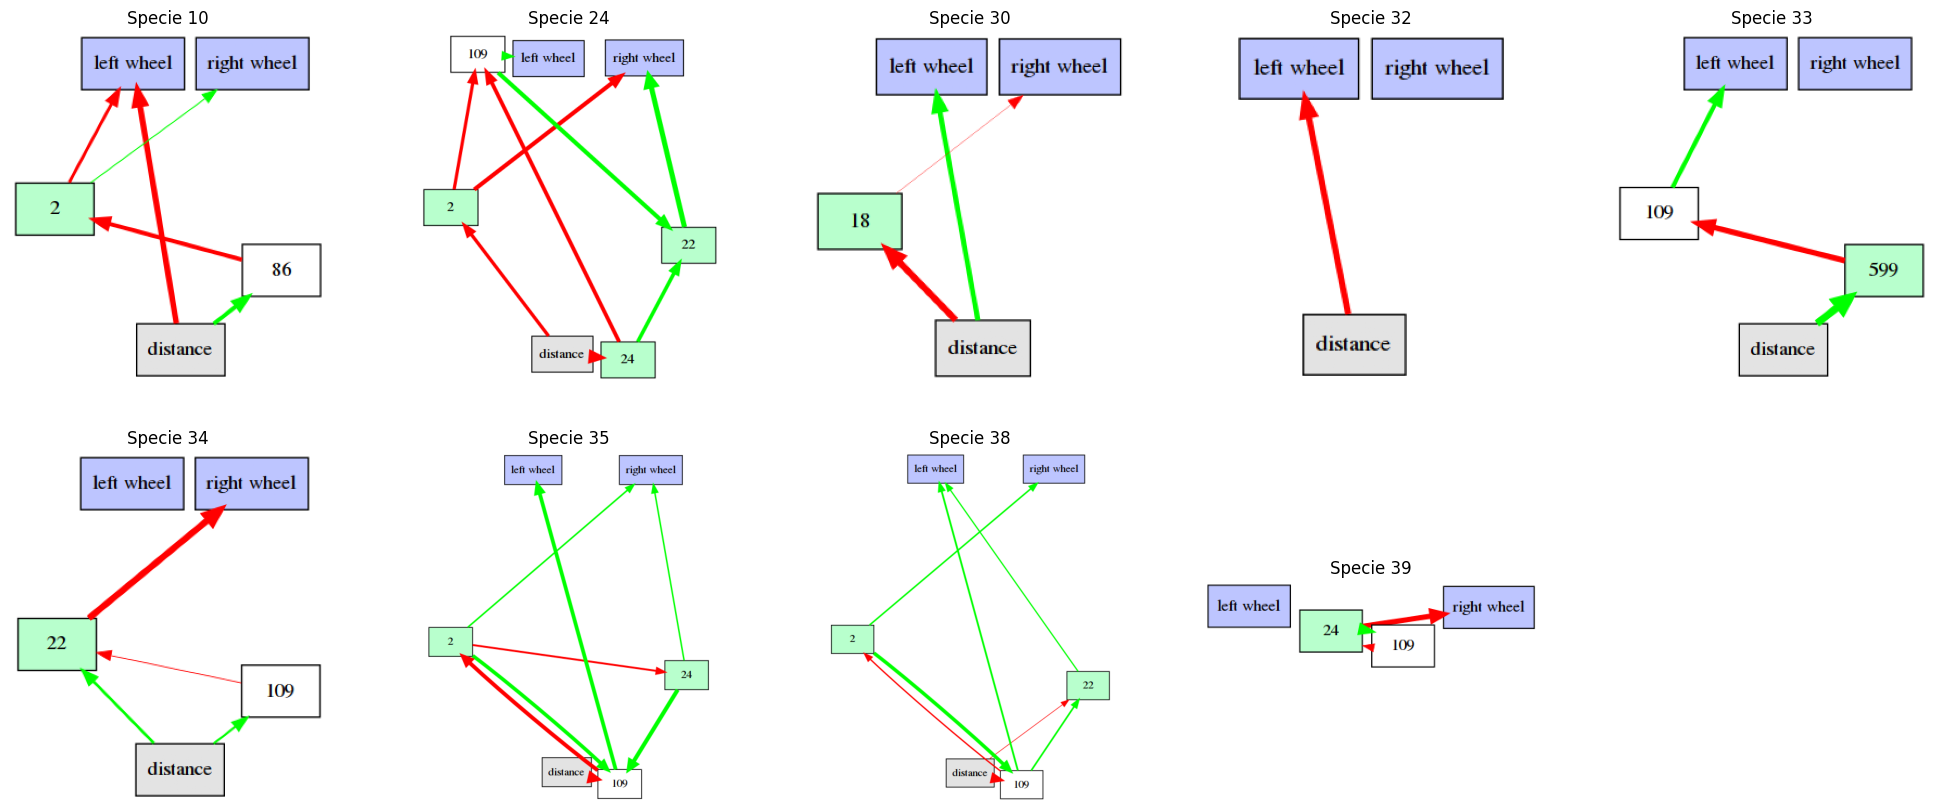 Specie 10
left wheel
right wheel
2
86
distance
Specie 24
109
left wheel
right wheel
2
22
distance
24
Specie 30
left wheel
right wheel
18
distance
Specie 32
left wheel
right wheel
distance
Specie 33
left wheel
right wheel
109
599
distance
Specie 34
left wheel
right wheel
22
109
distance
Specie 35
left wheel
right wheel
2
24
distance
109
Specie 38
left wheel
right wheel
2
22
distance
109
Specie 39
left wheel
24
109
right wheel